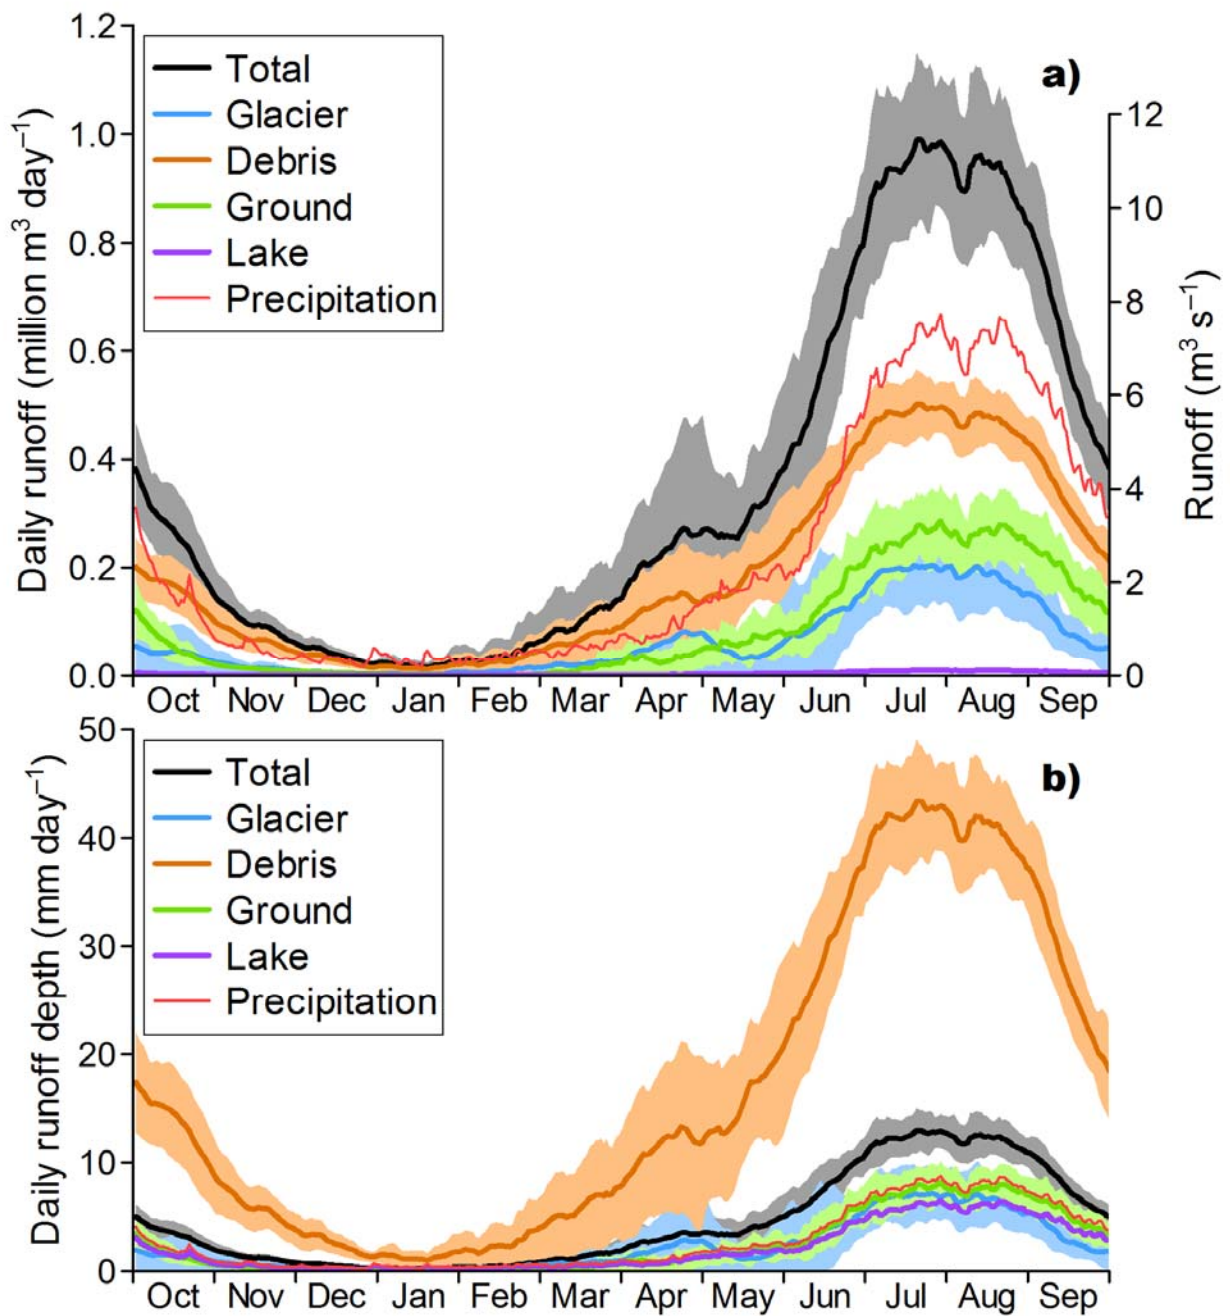 a)
Daily runoff (million m³ day⁻¹)
1.2
1.0
0.8
0.6
0.4
0.2
0.0
Total
Glacier
Debris
Ground
Lake
Precipitation
12
10
8
6
4
2
0
Runoff (m³ s⁻¹)
Oct Nov Dec Jan Feb Mar Apr May Jun Jul Aug Sep
b)
Daily runoff depth (mm day⁻¹)
50
40
30
20
10
0
Total
Glacier
Debris
Ground
Lake
Precipitation
Oct Nov Dec Jan Feb Mar Apr May Jun Jul Aug Sep